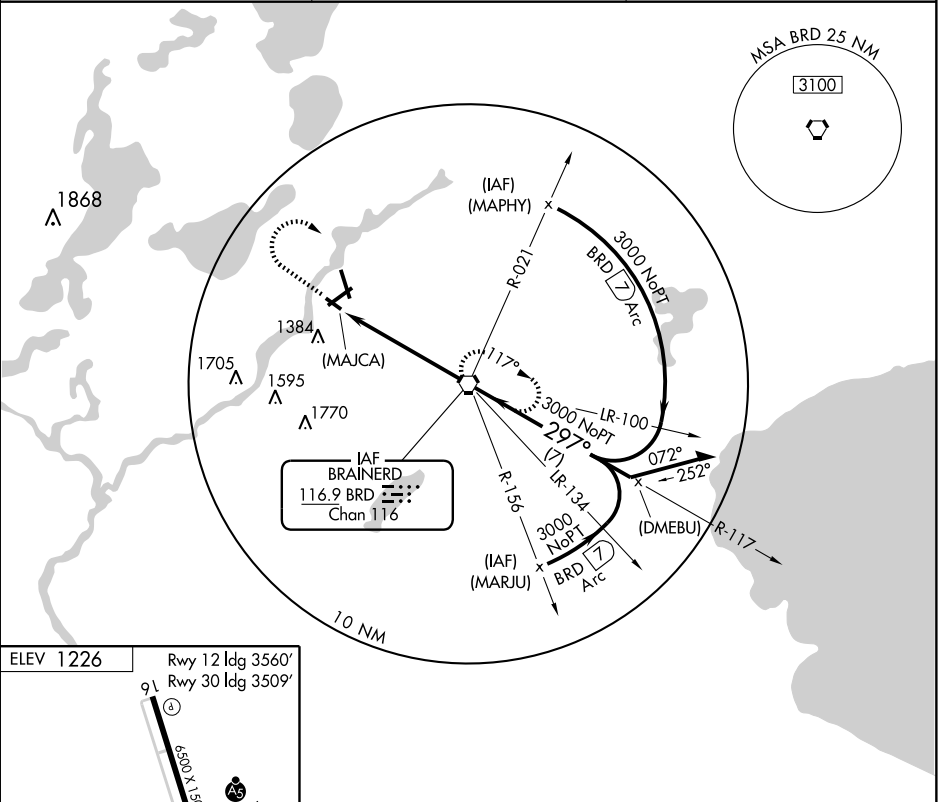 MSA BRD 25 NM
3100
1868
(IAF)
(MAPHY)
R-021
3000 NoPT
BRD 7 Arc
1384
(MAJCA)
1705
1595
1770
117°
3000 NoPT
LR-100
297°
(7)
072°
252°
IAF
BRAINERD
116.9 BRD
Chan 116
R-156
LR-134
(DMEBU)
R-117
3000
NoPT
(IAF)
(MARJU)
BRD 7
Arc
10 NM
ELEV 1226
Rwy 12 ldg 3560'
Rwy 30 ldg 3509'
16
P
6500 X 150
A5